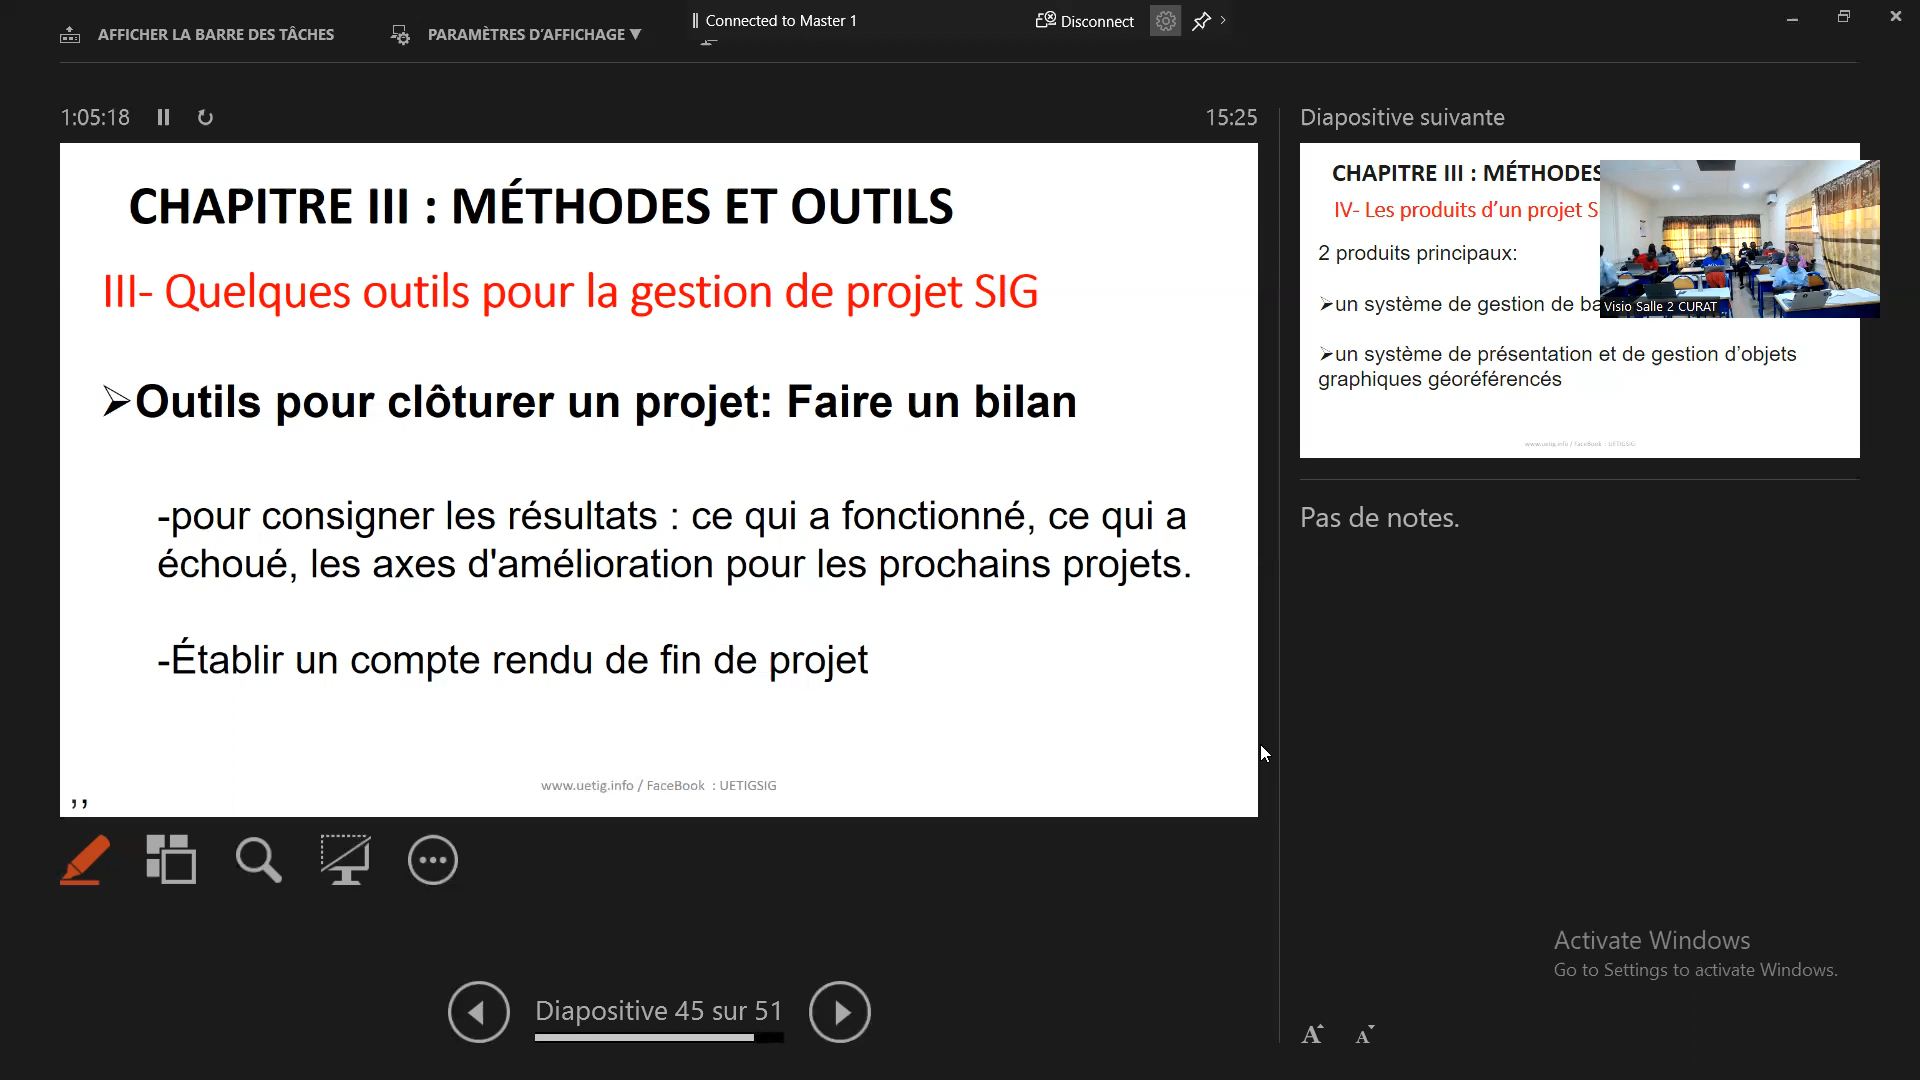 AFFICHER LA BARRE DES TÂCHES
PARAMÈTRES D'AFFICHAGE ▼
Connected to Master 1
Disconnect
1:05:18
15:25
CHAPITRE III : MÉTHODES ET OUTILS
III- Quelques outils pour la gestion de projet SIG
➢Outils pour clôturer un projet: Faire un bilan
-pour consigner les résultats : ce qui a fonctionné, ce qui a
échoué, les axes d'amélioration pour les prochains projets.
-Établir un compte rendu de fin de projet
www.uetig.info / FaceBook : UETIGSIG
,,
Diapositive 45 sur 51
Diapositive suivante
CHAPITRE III : MÉTHODES
IV- Les produits d'un projet S
2 produits principaux:
➢un système de gestion de ba
➢un système de présentation et de gestion d'objets
graphiques géoréférencés
www.uetig.info / FaceBook : UETIGSIG
Visio Salle 2 CURAT
Pas de notes.
Activate Windows
Go to Settings to activate Windows.
A A